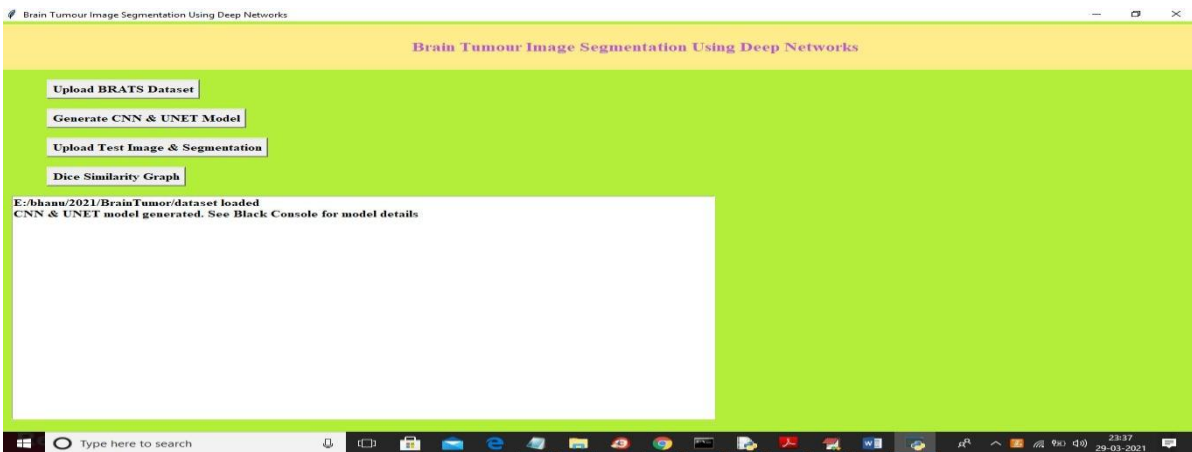 Brain Tumour Image Segmentation Using Deep Networks
Brain Tumour Image Segmentation Using Deep Networks
Upload BRATS Dataset
Generate CNN & UNET Model
Upload Test Image & Segmentation
Dice Similarity Graph
E:/bhanu/2021/BrainTumor/dataset loaded
CNN & UNET model generated. See Black Console for model details
Type here to search
23:37
29-03-2021